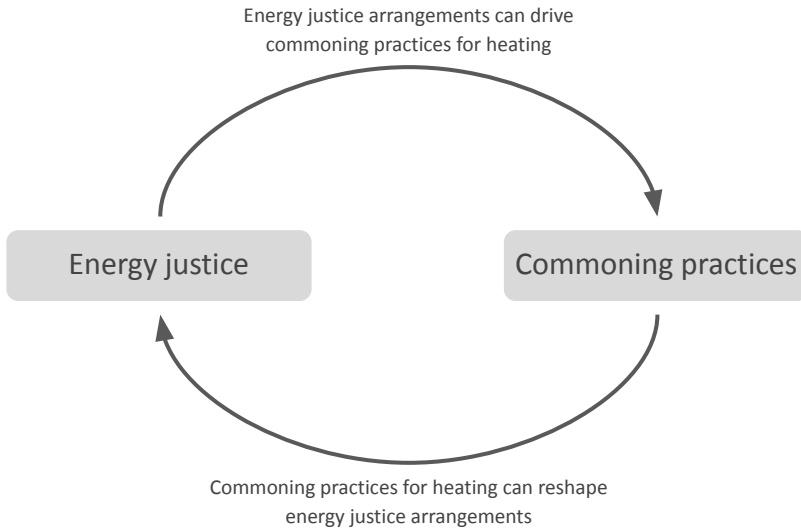 Energy justice arrangements can drive
commoning practices for heating
Energy justice
Commoning practices
Commoning practices for heating can reshape
energy justice arrangements